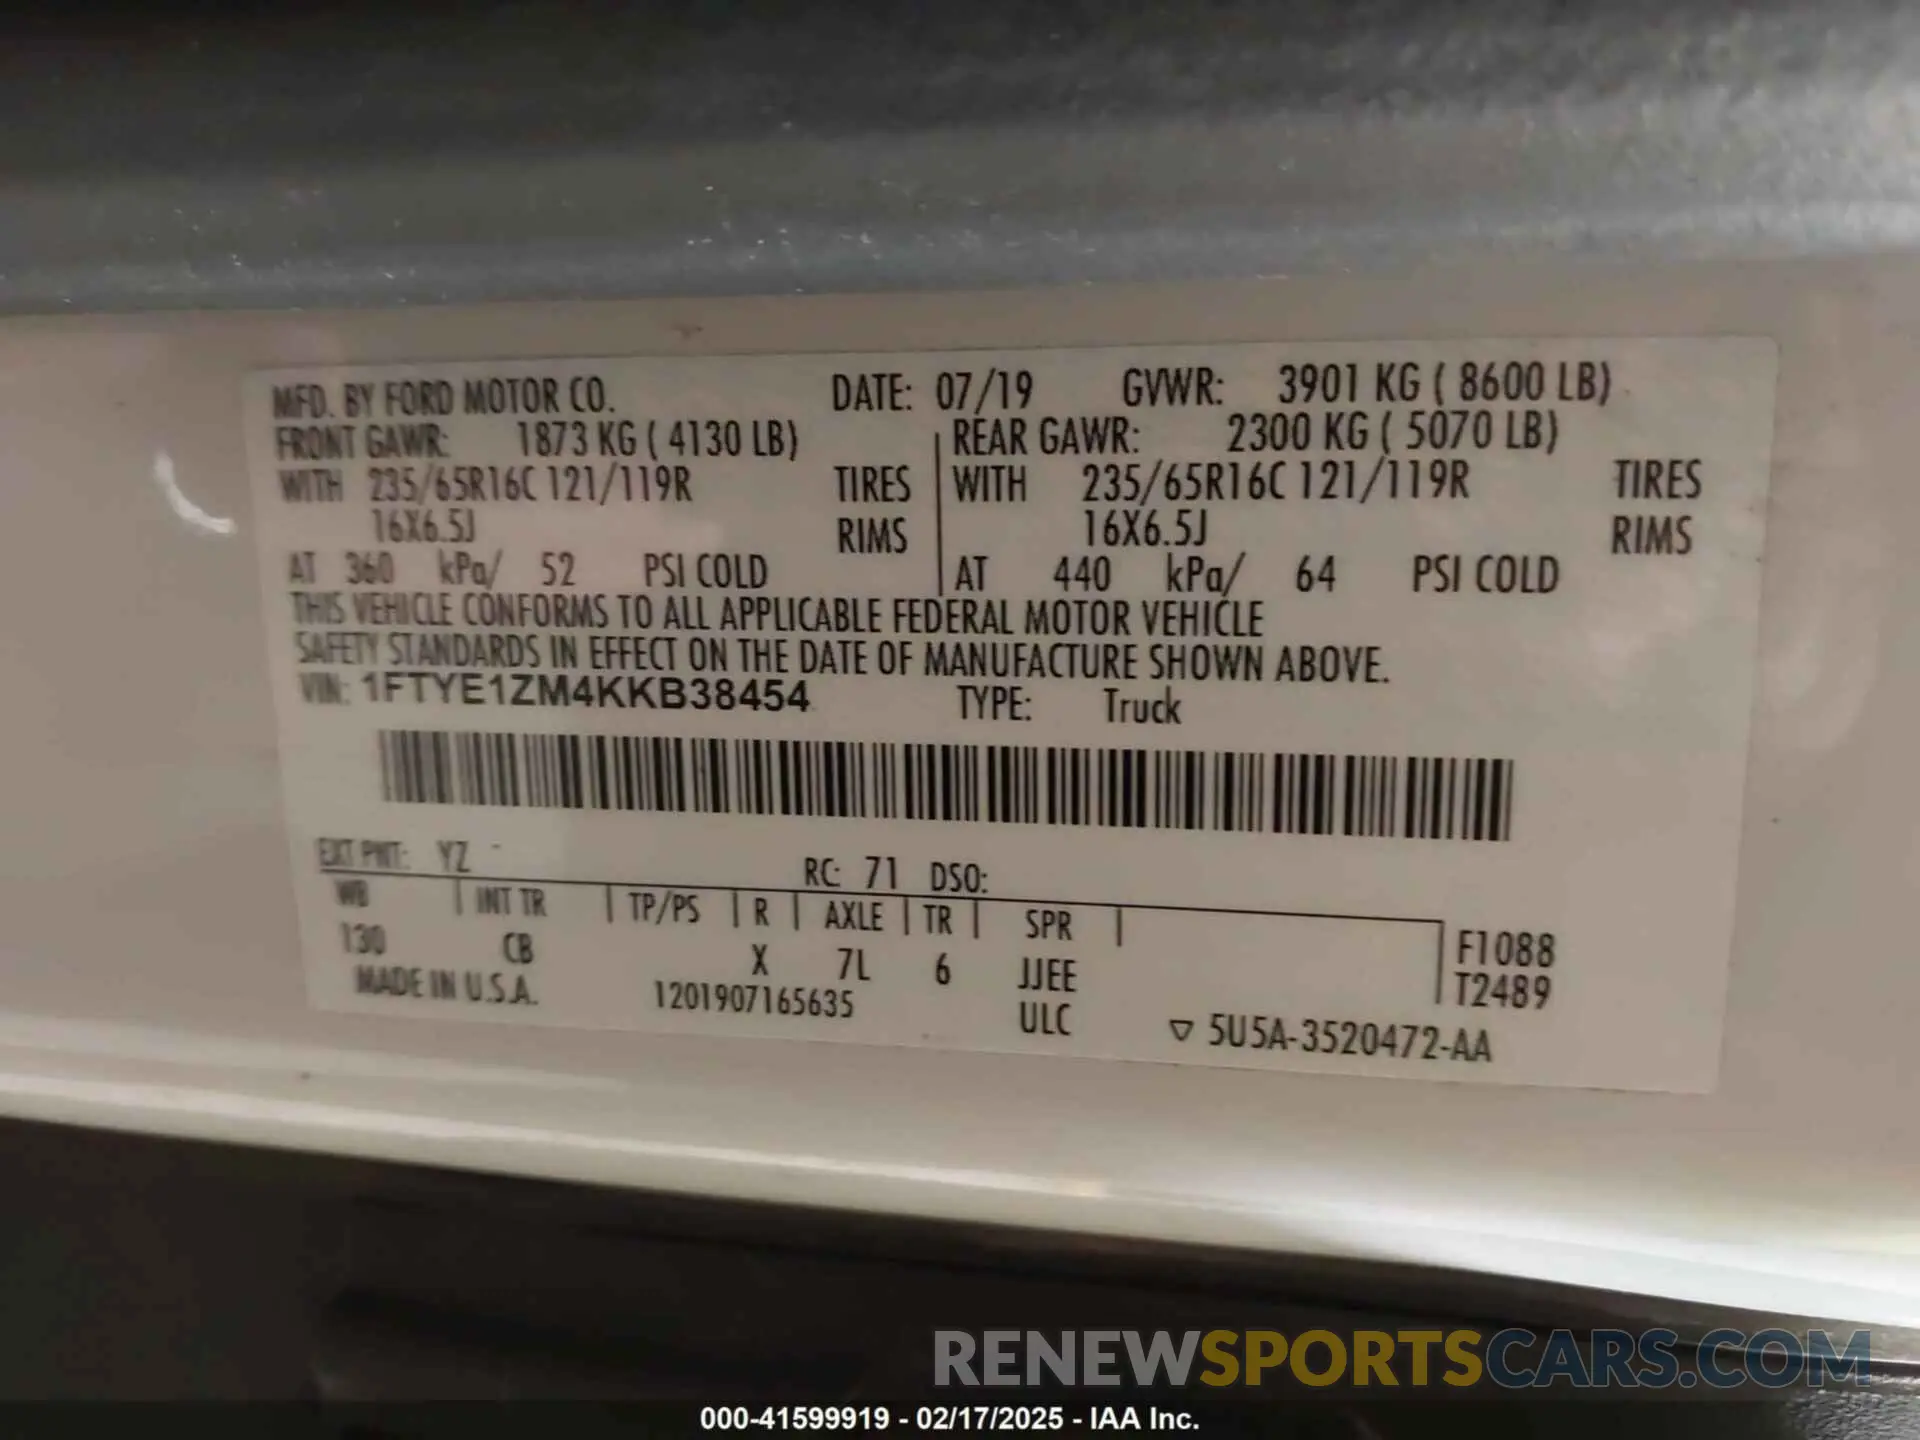 MFD. BY FORD MOTOR CO. DATE: 07/19 GVWR: 3901 KG ( 8600 LB)
FRONT GAWR: 1873 KG ( 4130 LB) REAR GAWR: 2300 KG ( 5070 LB)
WITH 235/65R16C 121/119R TIRES WITH 235/65R16C 121/119R TIRES
16X6.5J RIMS 16X6.5J RIMS
AT 360 kPa/ 52 PSI COLD AT 440 kPa/ 64 PSI COLD
THIS VEHICLE CONFORMS TO ALL APPLICABLE FEDERAL MOTOR VEHICLE
SAFETY STANDARDS IN EFFECT ON THE DATE OF MANUFACTURE SHOWN ABOVE.
VIN: 1FTYE1ZM4KKB38454 TYPE: Truck
EXT PNT: YZ RC: 71 DSO:
WB INT TR TP/PS R AXLE TR SPR F1088
130 CB X 7L 6 JJEE T2489
MADE IN U.S.A. 1201907165635 ULC ▽ 5U5A-3520472-AA
RENEWSPORTSCARS.COM
000-41599919 - 02/17/2025 - IAA Inc.